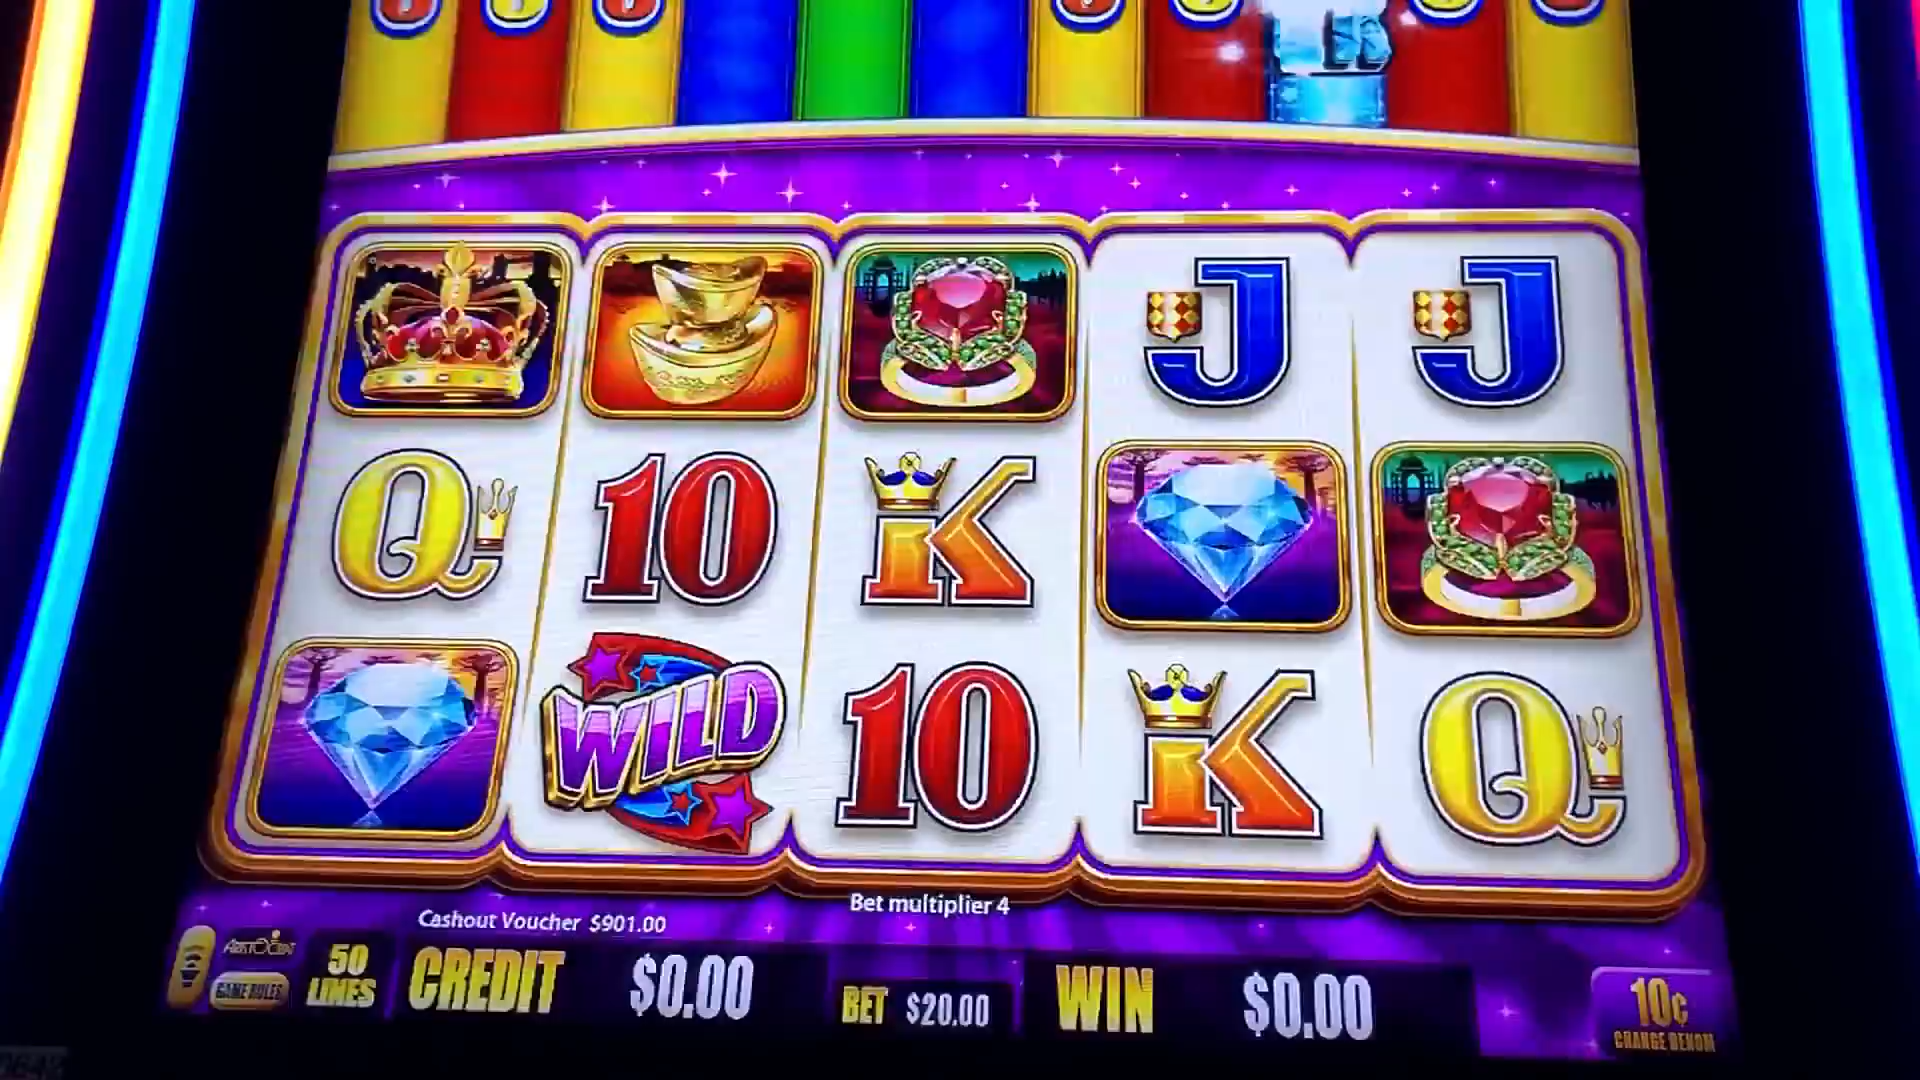 J J
Q 10 K
WILD 10 K Q
Bet multiplier 4
Cashout Voucher $901.00
ARISTOCRAT
GAME RULES
50
LINES
CREDIT $0.00
BET $20.00
WIN $0.00
10¢
CHANGE DENOM